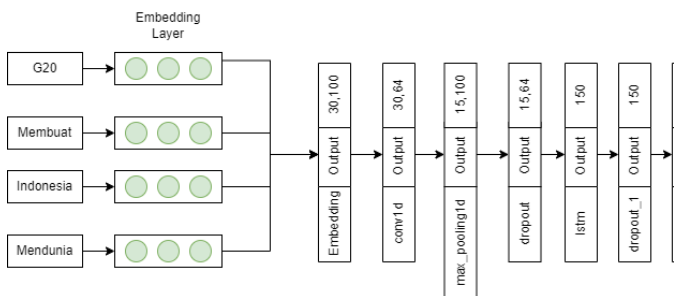 Embedding
Layer
G20
Membuat
Indonesia
Mendunia
30,100
Output
Embedding
30,64
Output
conv1d
15,100
Output
max_pooling1d
15,64
Output
dropout
150
Output
lstm
150
Output
dropout_1